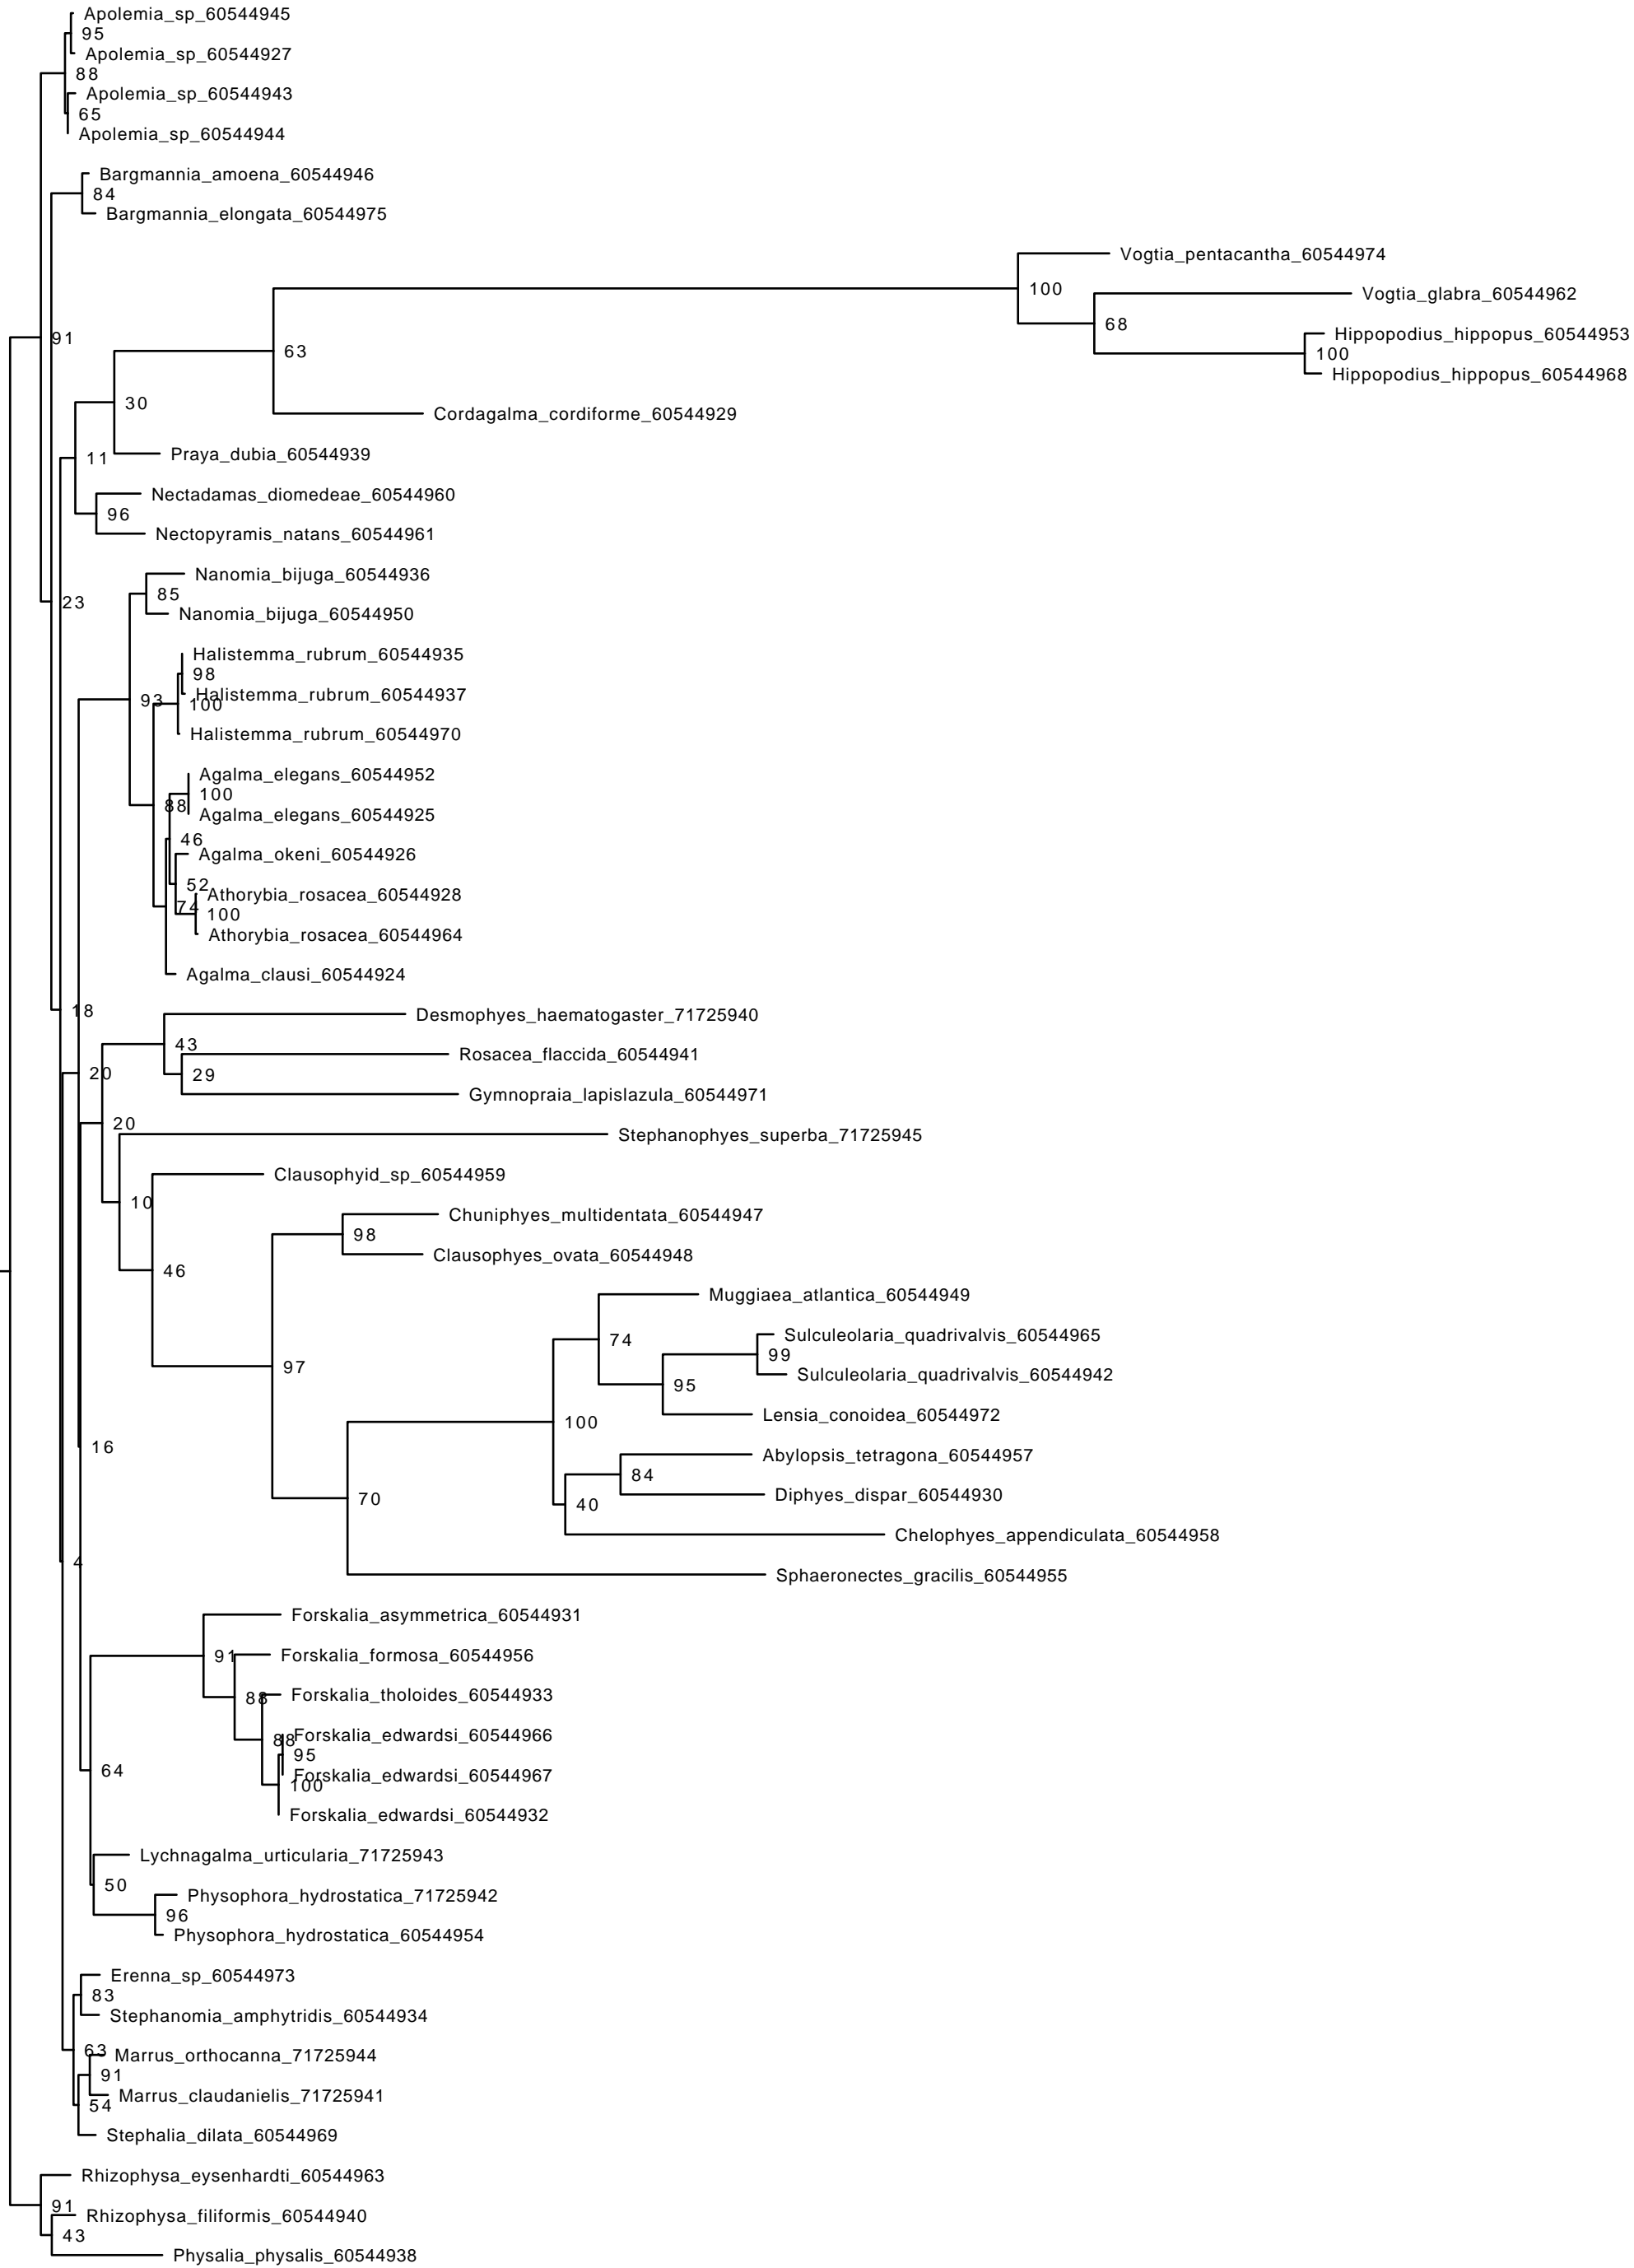 Apolemia_sp_60544945
95
Apolemia_sp_60544927
88
Apolemia_sp_60544943
65
Apolemia_sp_60544944
Bargmannia_amoena_60544946
84
Bargmannia_elongata_60544975
Vogtia_pentacantha_60544974
100
Vogtia_glabra_60544962
68
Hippopodius_hippopus_60544953
91
63
100
Hippopodius_hippopus_60544968
30
Cordagalma_cordiforme_60544929
11
Praya_dubia_60544939
Nectadamas_diomedeae_60544960
96
Nectopyramis_natans_60544961
Nanomia_bijuga_60544936
23
85
Nanomia_bijuga_60544950
Halistemma_rubrum_60544935
98
Halistemma_rubrum_60544937
93
100
Halistemma_rubrum_60544970
Agalma_elegans_60544952
100
88
Agalma_elegans_60544925
46
Agalma_okeni_60544926
52
Athorybia_rosacea_60544928
74
100
Athorybia_rosacea_60544964
Agalma_clausi_60544924
18
Desmophyes_haematogaster_71725940
43
Rosacea_flaccida_60544941
20
29
Gymnopraia_lapislazula_60544971
20
Stephanophyes_superba_71725945
Clausophyid_sp_60544959
10
Chuniphyes_multidentata_60544947
98
Clausophyes_ovata_60544948
46
Muggiaea_atlantica_60544949
74
Sulculeolaria_quadrivalvis_60544965
99
97
Sulculeolaria_quadrivalvis_60544942
95
Lensia_conoidea_60544972
100
16
Abylopsis_tetragona_60544957
84
Diphyes_dispar_60544930
70
40
Chelophyes_appendiculata_60544958
4
Sphaeronectes_gracilis_60544955
Forskalia_asymmetrica_60544931
91
Forskalia_formosa_60544956
88
Forskalia_tholoides_60544933
88
Forskalia_edwardsi_60544966
95
64
Forskalia_edwardsi_60544967
100
Forskalia_edwardsi_60544932
Lychnagalma_urticularia_71725943
50
Physophora_hydrostatica_71725942
96
Physophora_hydrostatica_60544954
Erenna_sp_60544973
83
Stephanomia_amphytridis_60544934
63
Marrus_orthocanna_71725944
91
Marrus_claudanielis_71725941
54
Stephalia_dilata_60544969
Rhizophysa_eysenhardti_60544963
91
Rhizophysa_filiformis_60544940
43
Physalia_physalis_60544938